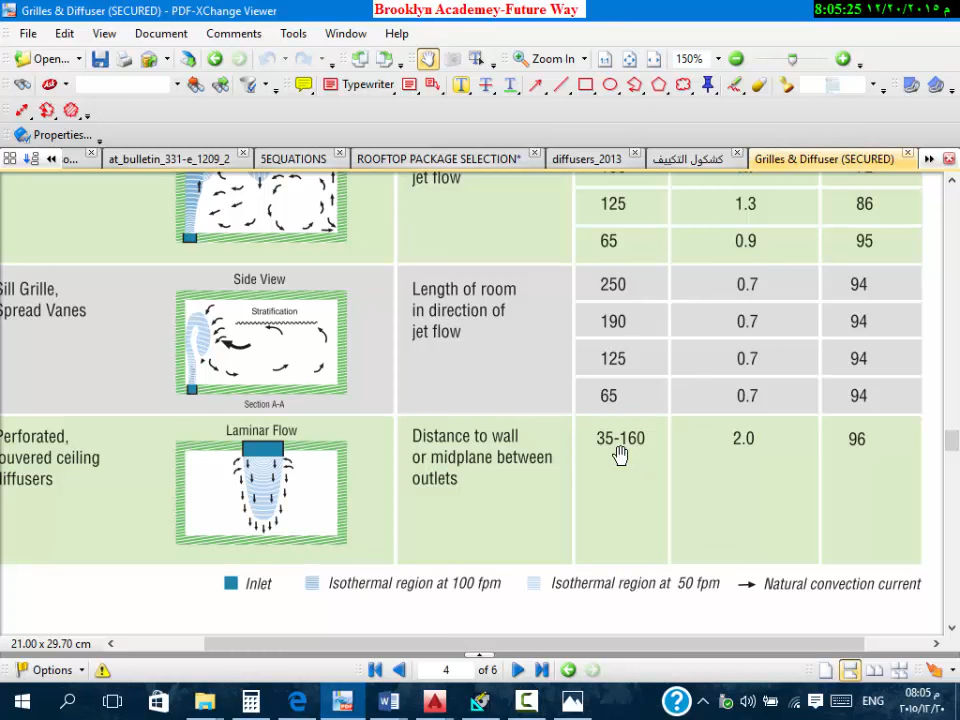 Grilles & Diffuser (SECURED) - PDF-XChange Viewer
Brooklyn Academey-Future Way
8:05:25 م ١٢/٢٠/٢٠١٥
File Edit View Document Comments Tools Window Help
Open... Zoom In 150%
Typewriter
Properties...
o... at_bulletin_331-e_1209_2 5EQUATIONS ROOFTOP PACKAGE SELECTION* diffusers_2013 كشكول التكييف Grilles & Diffuser (SECURED)
jet flow
125 1.3 86
65 0.9 95
Sill Grille,
Spread Vanes
Side View
Stratification
Section A-A
Length of room
in direction of
jet flow
250 0.7 94
190 0.7 94
125 0.7 94
65 0.7 94
Perforated,
ouvered ceiling
diffusers
Laminar Flow
Distance to wall
or midplane between
outlets
35-160 2.0 96
Inlet Isothermal region at 100 fpm Isothermal region at 50 fpm Natural convection current
21.00 x 29.70 cm
Options 4 of 6
ENG 08:05 م
٢٠١٥/١٢/٢٠